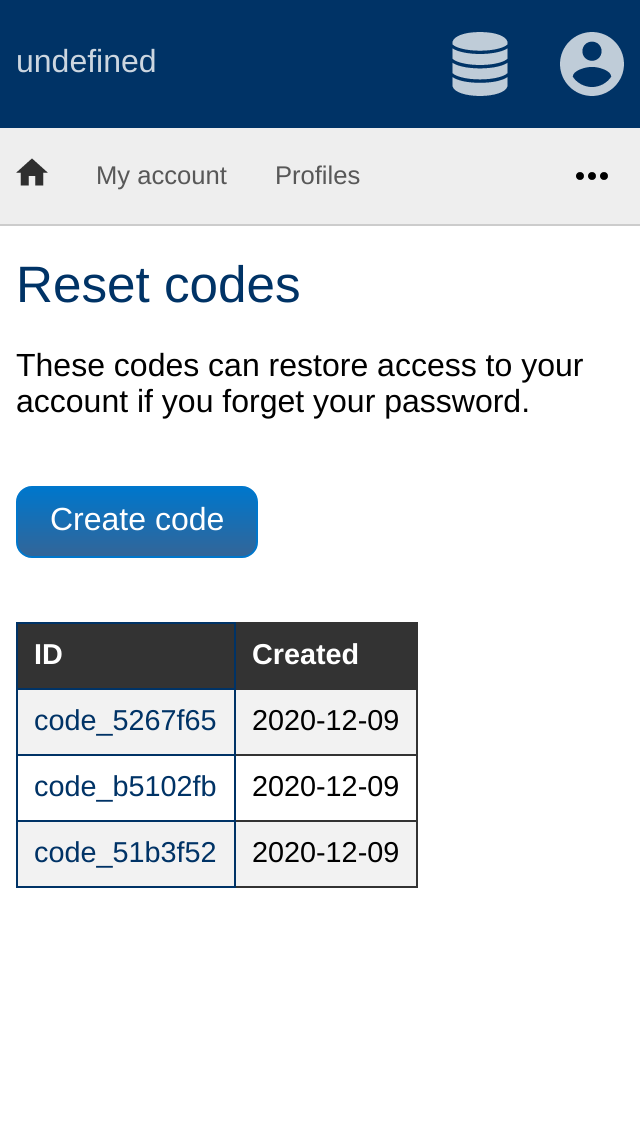 undefined
My account Profiles
Reset codes
These codes can restore access to your
account if you forget your password.
Create code
ID Created
code_5267f65 2020-12-09
code_b5102fb 2020-12-09
code_51b3f52 2020-12-09